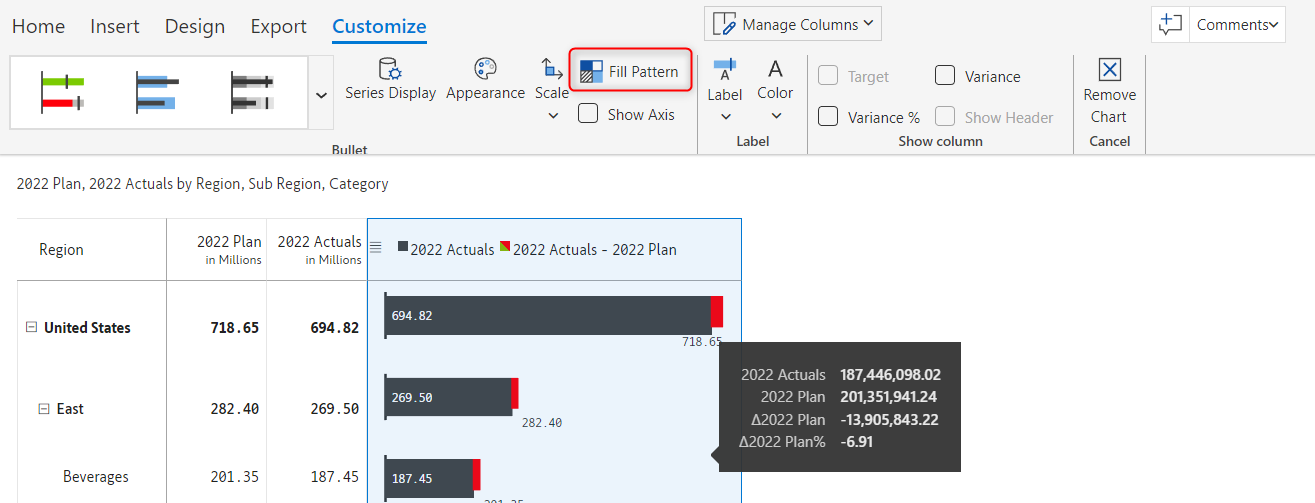 Home Insert Design Export Customize
Manage Columns
Comments
Series Display
Appearance
Scale
Fill Pattern
Show Axis
Bullet
Label
Color
Label
Target
Variance
Variance %
Show Header
Show column
Remove
Chart
Cancel
2022 Plan, 2022 Actuals by Region, Sub Region, Category
Region
2022 Plan
in Millions
2022 Actuals
in Millions
2022 Actuals 2022 Actuals - 2022 Plan
United States 718.65 694.82 694.82
718.65
East 282.40 269.50 269.50
282.40
Beverages 201.35 187.45 187.45
201.35
2022 Actuals 187,446,098.02
2022 Plan 201,351,941.24
Δ2022 Plan -13,905,843.22
Δ2022 Plan% -6.91